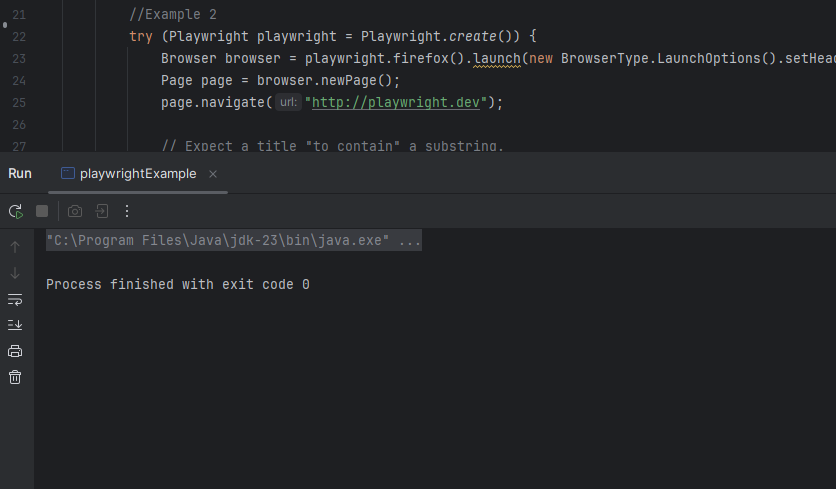 21 //Example 2
22 try (Playwright playwright = Playwright.create()) {
23 Browser browser = playwright.firefox().launch(new BrowserType.LaunchOptions().setHead
24 Page page = browser.newPage();
25 page.navigate( url: "http://playwright.dev");
26
27 // Expect a title "to contain" a substring.
Run playwrightExample ×
"C:\Program Files\Java\jdk-23\bin\java.exe" ...
Process finished with exit code 0